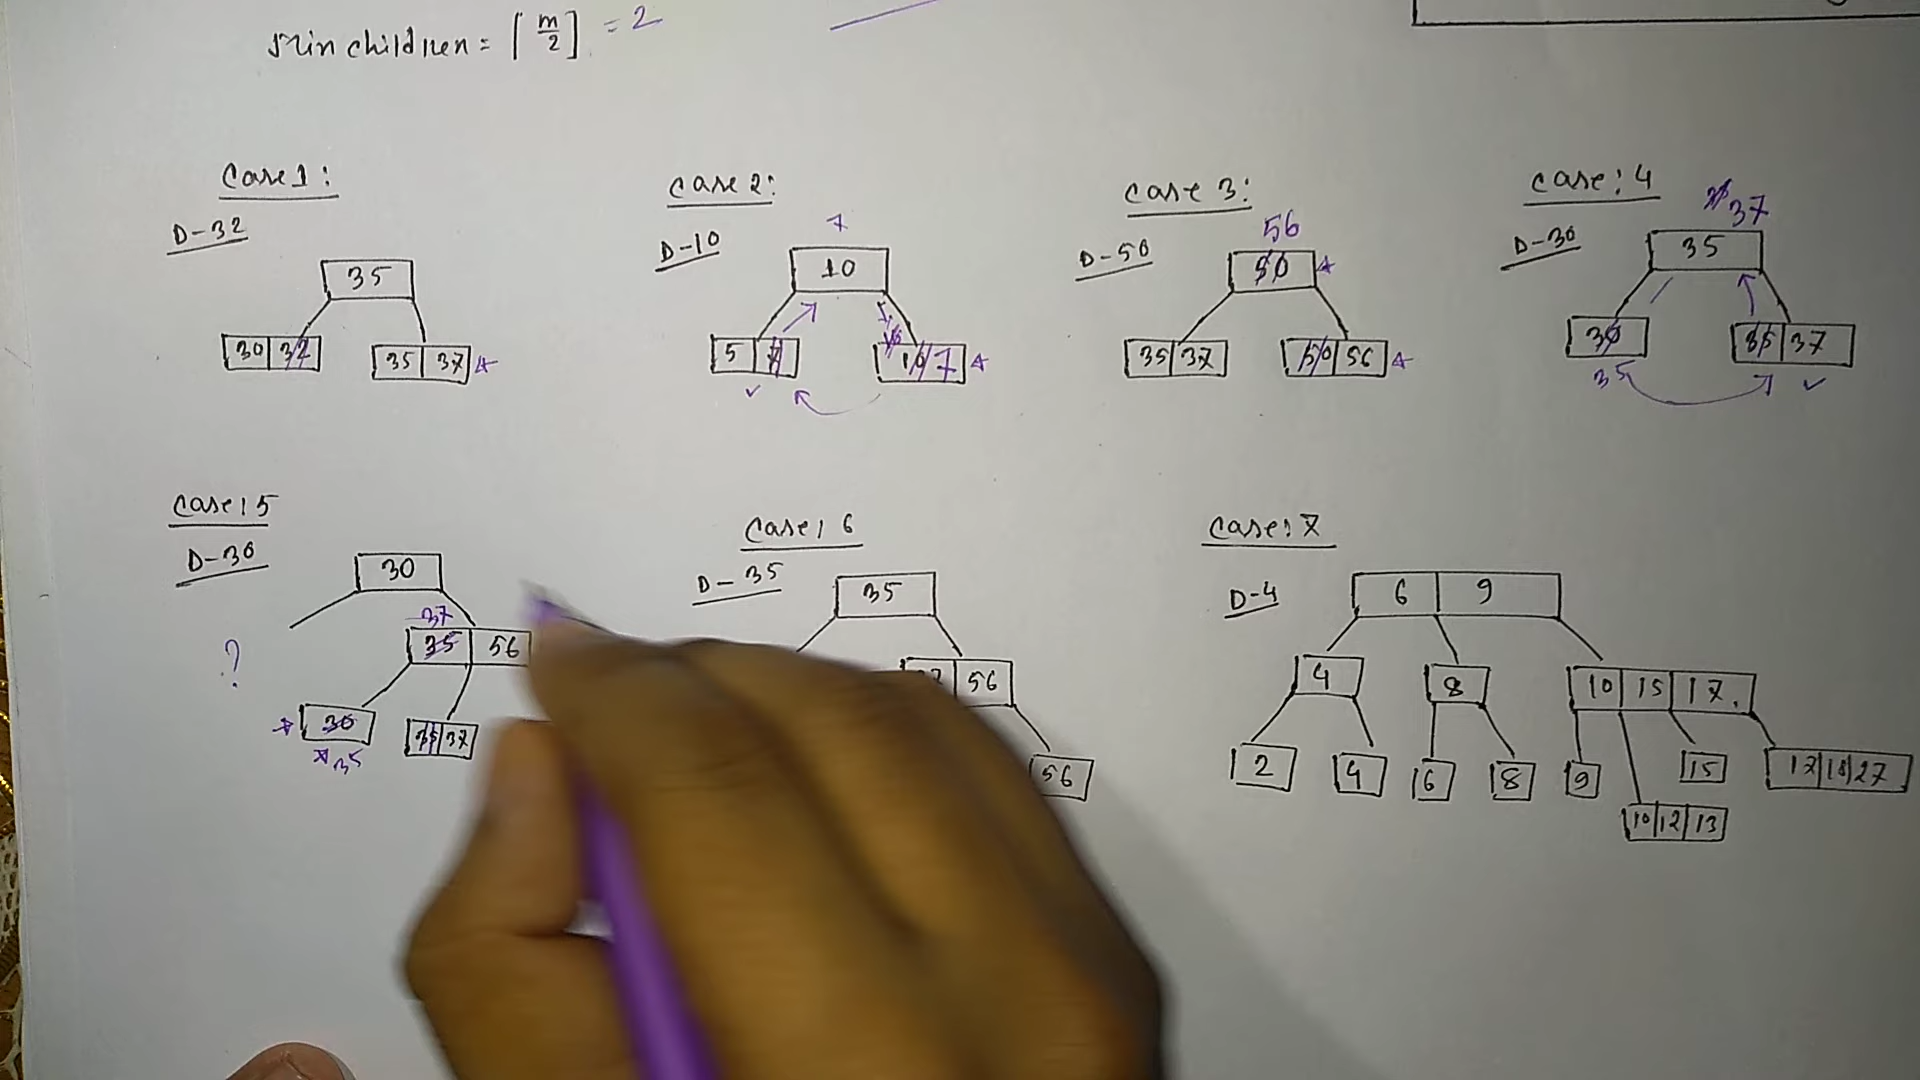 Min children = ⌈m/2⌉ = 2
Case 1:
D-32
35
30 32
35 37
Case 2:
D-10
7
10
5 7
10 7
Case 3:
D-50
56
50
35 37
50 56
Case: 4
D-30
37
35
30
35 37
35
Case: 5
D-30
30
37
35 56
?
30
35 37
35
Case: 6
D-35
35
56
56
Case: 7
D-4
6 9
4
8
10 15 17
2
4
6
8
9
15
17 18 27
10 12 13